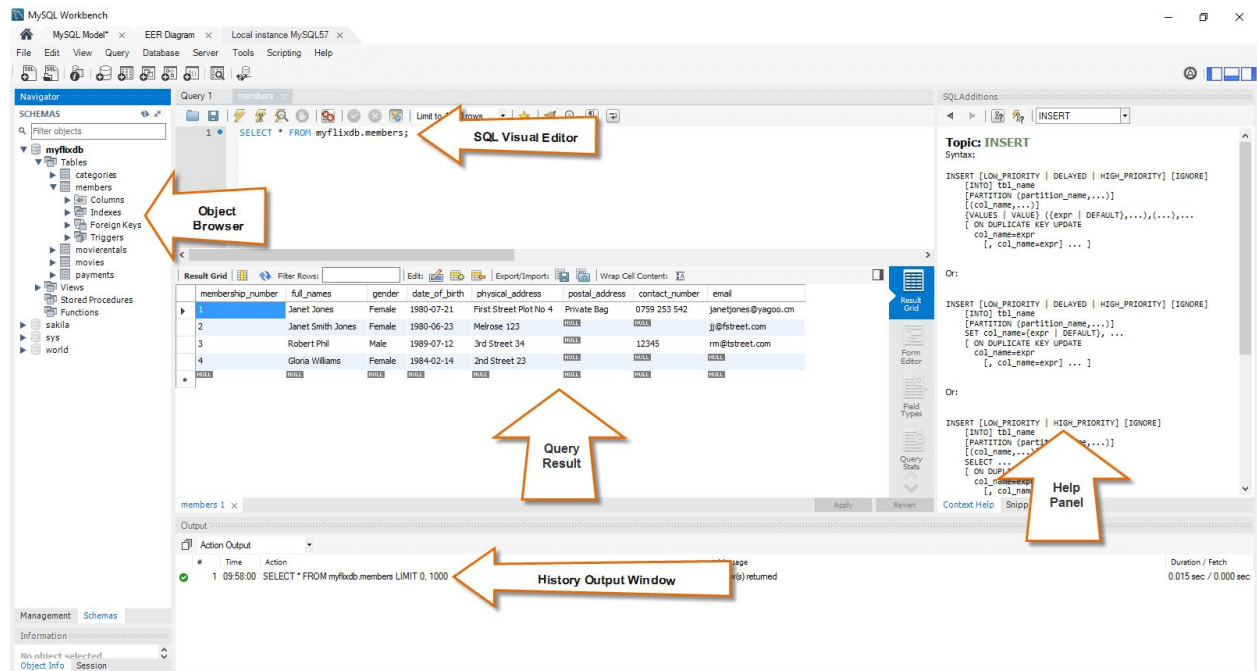 MySQL Workbench
MySQL Model* × EER Diagram × Local instance MySQL57 ×
File Edit View Query Database Server Tools Scripting Help
Navigator
SCHEMAS
Filter objects
myflixdb
Tables
categories
members
Columns
Indexes
Foreign Keys
Triggers
movierentals
movies
payments
Views
Stored Procedures
Functions
sakila
sys
world
Object
Browser
Management Schemas
Information
No object selected
Object Info Session
Query 1 members ×
Limit to rows
1 SELECT * FROM myflixdb.members;
SQL Visual Editor
Result Grid Filter Rows: Edit: Export/Import: Wrap Cell Content:
membership_number full_names gender date_of_birth physical_address postal_address contact_number email
1 Janet Jones Female 1980-07-21 First Street Plot No 4 Private Bag 0759 253 542 janetjones@yagoo.cm
2 Janet Smith Jones Female 1980-06-23 Melrose 123 NULL NULL jj@fstreet.com
3 Robert Phil Male 1989-07-12 3rd Street 34 NULL 12345 rm@tstreet.com
4 Gloria Williams Female 1984-02-14 2nd Street 23 NULL NULL NULL
NULL NULL NULL NULL NULL NULL NULL NULL
Result
Grid
Form
Editor
Field
Types
Query
Stats
Query
Result
members 1 × Apply Revert
Output
Action Output
# Time Action Duration / Fetch
1 09:58:00 SELECT * FROM myflixdb.members LIMIT 0, 1000 returned 0.015 sec / 0.000 sec
History Output Window
SQLAdditions
INSERT
Topic: INSERT
Syntax:
INSERT [LOW_PRIORITY | DELAYED | HIGH_PRIORITY] [IGNORE]
[INTO] tbl_name
[PARTITION (partition_name,...)]
[(col_name,...)]
{VALUES | VALUE} ({expr | DEFAULT},...),(...),...
[ ON DUPLICATE KEY UPDATE
col_name=expr
[, col_name=expr] ... ]
Or:
INSERT [LOW_PRIORITY | DELAYED | HIGH_PRIORITY] [IGNORE]
[INTO] tbl_name
[PARTITION (partition_name,...)]
SET col_name={expr | DEFAULT}, ...
[ ON DUPLICATE KEY UPDATE
col_name=expr
[, col_name=expr] ... ]
Or:
INSERT [LOW_PRIORITY | HIGH_PRIORITY] [IGNORE]
[INTO] tbl_name
[(col_name,...
SELECT ...
[ ON
Help
Panel
Context Help